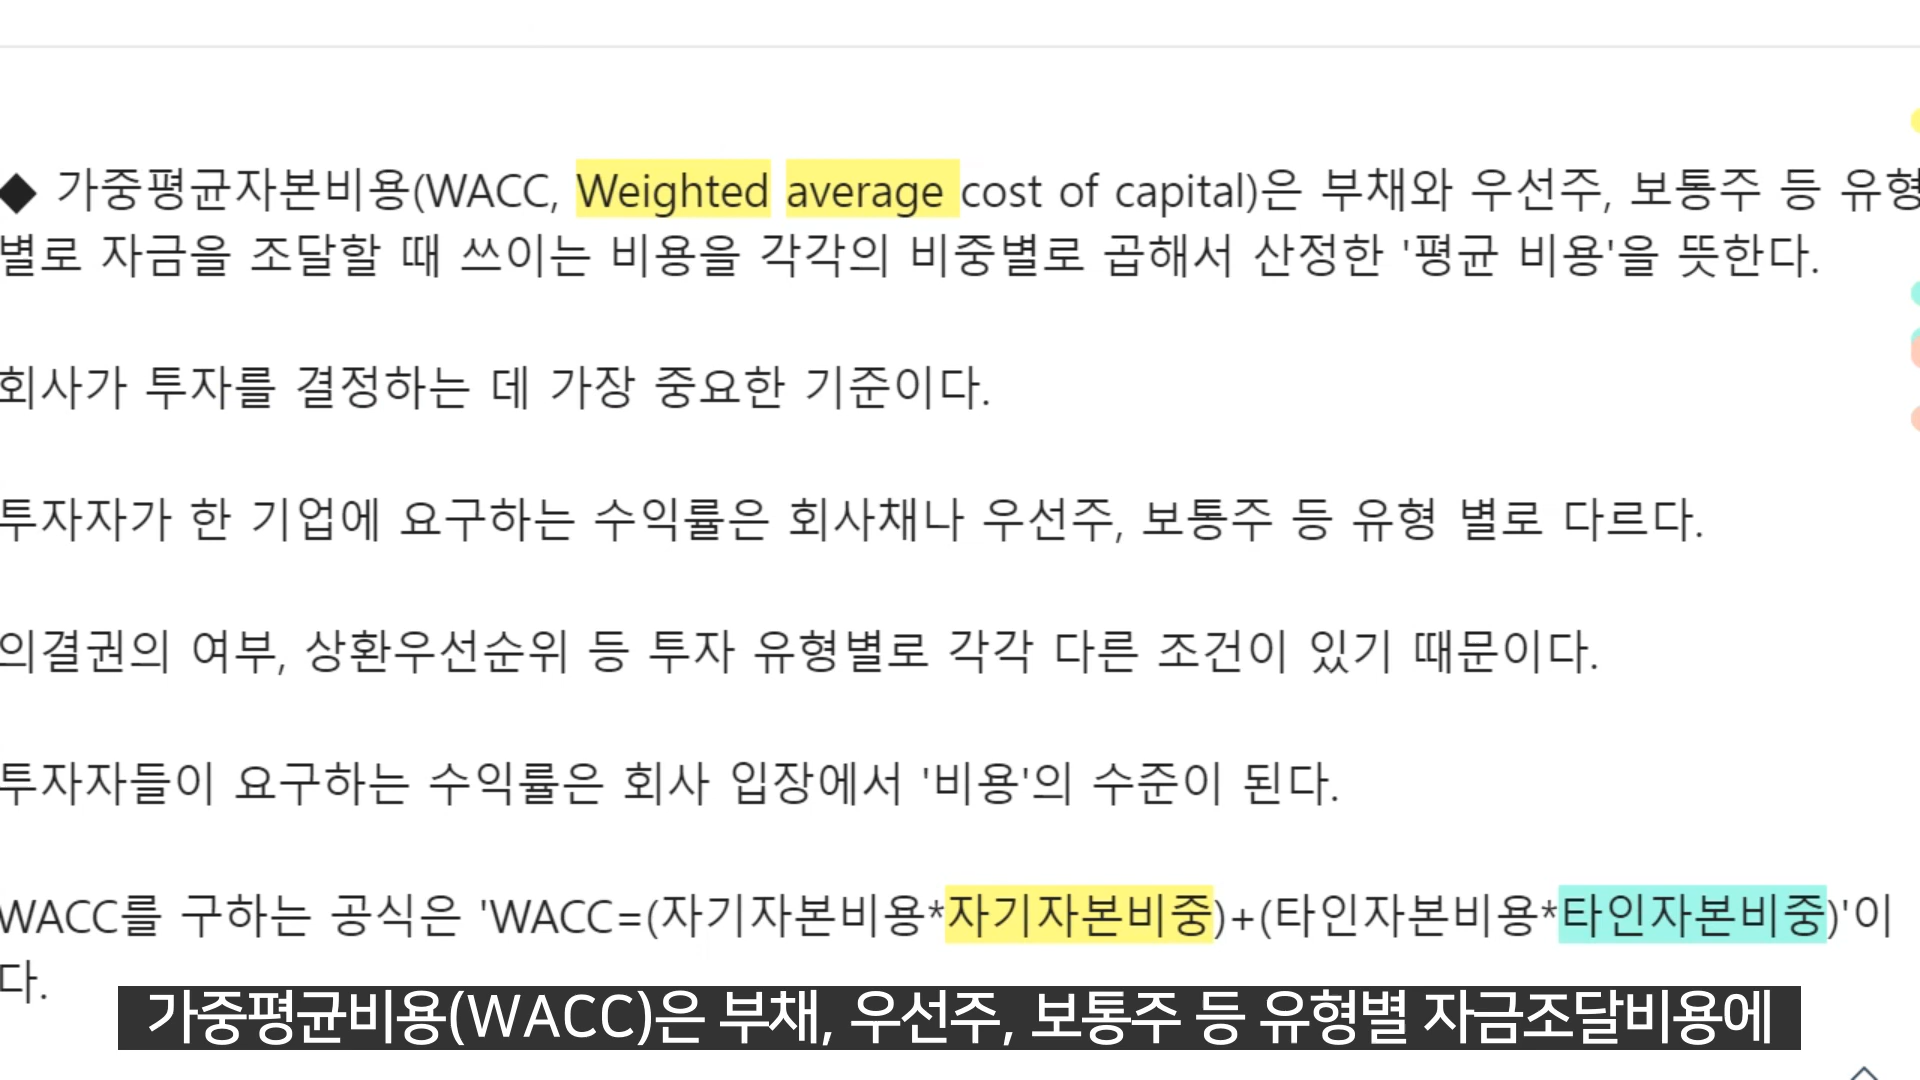 ◆ 가중평균자본비용(WACC, Weighted average cost of capital)은 부채와 우선주, 보통주 등 유형
별로 자금을 조달할 때 쓰이는 비용을 각각의 비중별로 곱해서 산정한 '평균 비용'을 뜻한다.
회사가 투자를 결정하는 데 가장 중요한 기준이다.
투자자가 한 기업에 요구하는 수익률은 회사채나 우선주, 보통주 등 유형 별로 다르다.
의결권의 여부, 상환우선순위 등 투자 유형별로 각각 다른 조건이 있기 때문이다.
투자자들이 요구하는 수익률은 회사 입장에서 '비용'의 수준이 된다.
WACC를 구하는 공식은 'WACC=(자기자본비용*자기자본비중)+(타인자본비용*타인자본비중)'이
다.
가중평균비용(WACC)은 부채, 우선주, 보통주 등 유형별 자금조달비용에